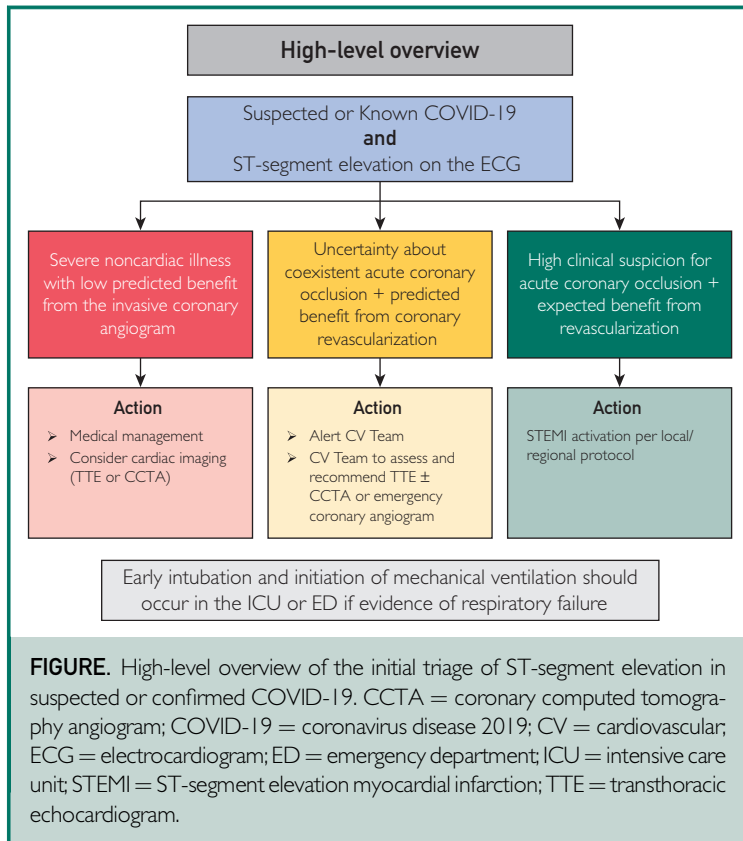 High-level overview
Suspected or Known COVID-19
and
ST-segment elevation on the ECG
Severe noncardiac illness
with low predicted benefit
from the invasive coronary
angiogram
Uncertainty about
coexistent acute coronary
occlusion + predicted
benefit from coronary
revascularization
High clinical suspicion for
acute coronary occlusion +
expected benefit from
revascularization
Action
➢ Medical management
➢ Consider cardiac imaging
(TTE or CCTA)
Action
➢ Alert CV Team
➢ CV Team to assess and
recommend TTE ±
CCTA or emergency
coronary angiogram
Action
STEMI activation per local/
regional protocol
Early intubation and initiation of mechanical ventilation should
occur in the ICU or ED if evidence of respiratory failure
FIGURE. High-level overview of the initial triage of ST-segment elevation in
suspected or confirmed COVID-19. CCTA = coronary computed tomogra-
phy angiogram; COVID-19 = coronavirus disease 2019; CV = cardiovascular;
ECG = electrocardiogram; ED = emergency department; ICU = intensive care
unit; STEMI = ST-segment elevation myocardial infarction; TTE = transthoracic
echocardiogram.